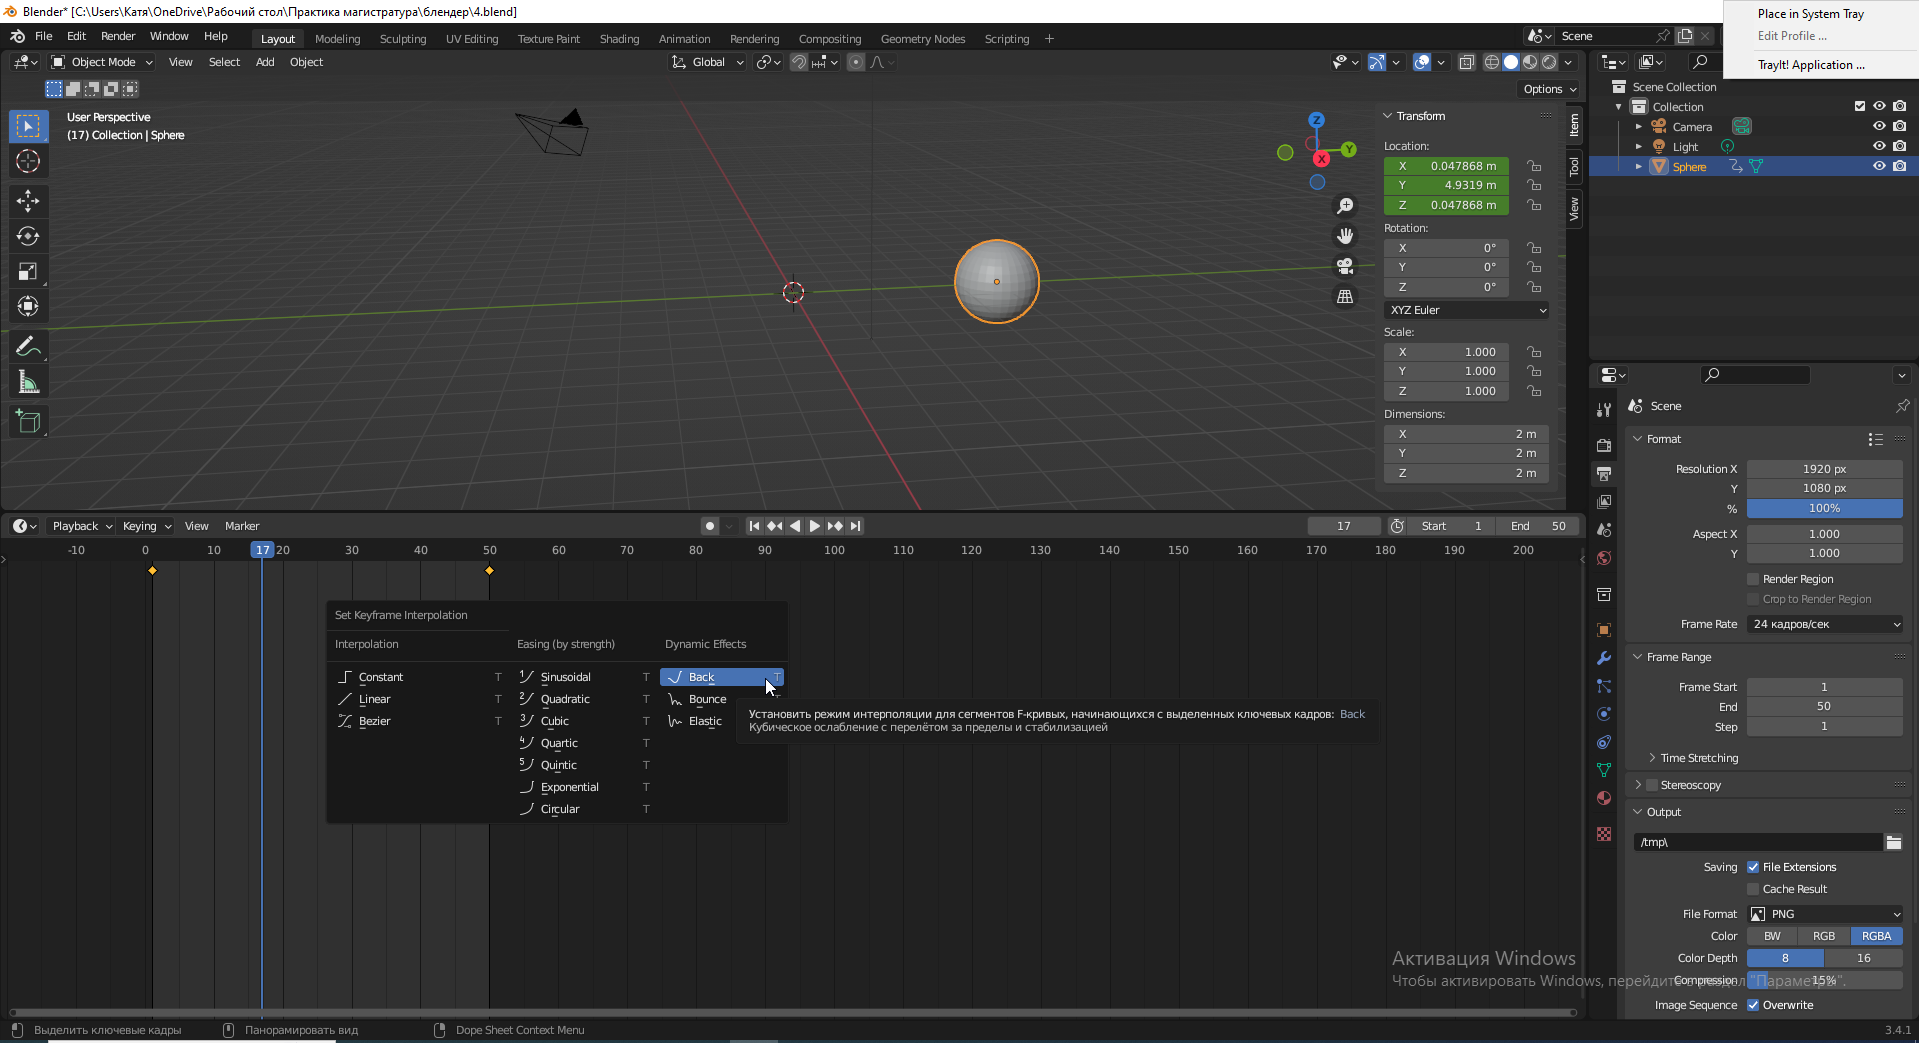 Blender* [C:\Users\Катя\OneDrive\Рабочий стол\Практика магистратура\блендер\4.blend]
File Edit Render Window Help Layout Modeling Sculpting UV Editing Texture Paint Shading Animation Rendering Compositing Geometry Nodes Scripting + Scene
Place in System Tray
Edit Profile ...
TrayIt! Application ...
Object Mode View Select Add Object Global
Options
User Perspective
(17) Collection | Sphere
Z
Y
X
Item
Tool
View
Transform
Location:
X 0.047868 m
Y 4.9319 m
Z 0.047868 m
Rotation:
X 0°
Y 0°
Z 0°
XYZ Euler
Scale:
X 1.000
Y 1.000
Z 1.000
Dimensions:
X 2 m
Y 2 m
Z 2 m
Scene Collection
Collection
Camera
Light
Sphere
Playback Keying View Marker 17 Start 1 End 50
-10 0 10 17 20 30 40 50 60 70 80 90 100 110 120 130 140 150 160 170 180 190 200
Set Keyframe Interpolation
Interpolation
Constant T
Linear T
Bezier T
Easing (by strength)
1 Sinusoidal T
2 Quadratic T
3 Cubic T
4 Quartic T
5 Quintic T
Exponential T
Circular T
Dynamic Effects
Back T
Bounce T
Elastic
Установить режим интерполяции для сегментов F-кривых, начинающихся с выделенных ключевых кадров: Back
Кубическое ослабление с перелётом за пределы и стабилизацией
Scene
Format
Resolution X 1920 px
Y 1080 px
% 100%
Aspect X 1.000
Y 1.000
Render Region
Crop to Render Region
Frame Rate 24 кадров/сек
Frame Range
Frame Start 1
End 50
Step 1
Time Stretching
Stereoscopy
Output
/tmp\
Saving File Extensions
Cache Result
File Format PNG
Color BW RGB RGBA
Color Depth 8 16
Compression 15%
Image Sequence Overwrite
Активация Windows
Чтобы активировать Windows, перейдите в раздел "Параметры".
Выделить ключевые кадры Панорамировать вид Dope Sheet Context Menu 3.4.1